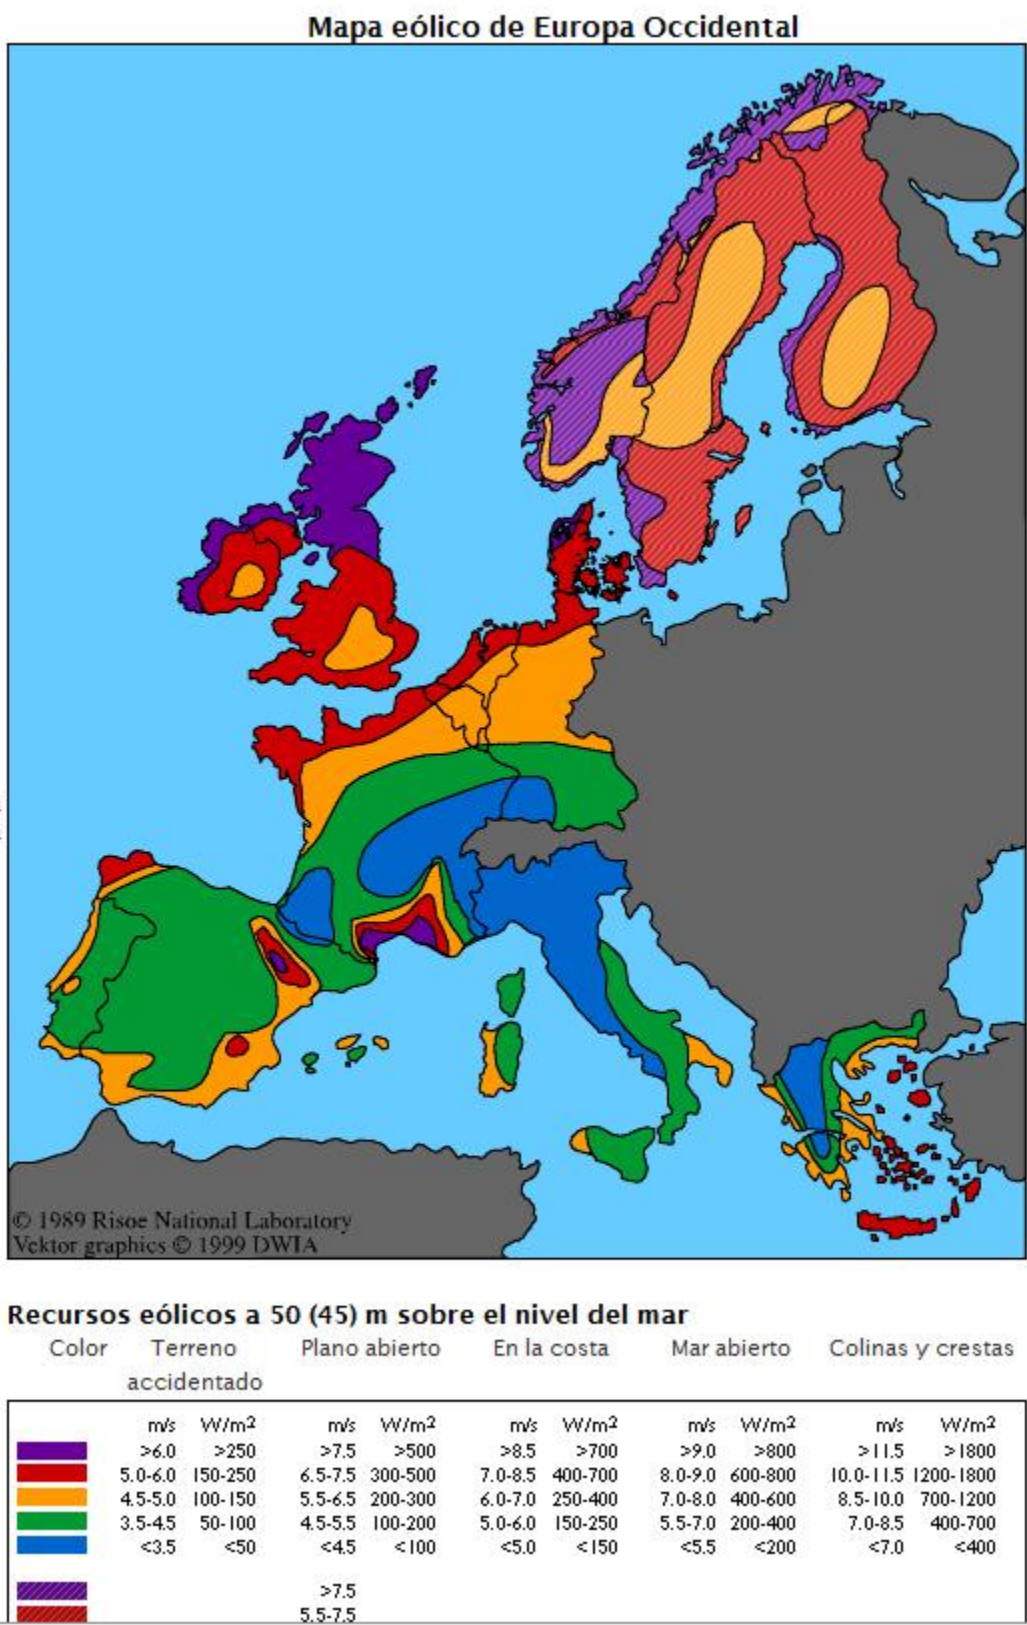 Mapa eólico de Europa Occidental
© 1989 Risoe National Laboratory
Vektor graphics © 1999 DWIA
Recursos eólicos a 50 (45) m sobre el nivel del mar
Color Terreno accidentado Plano abierto En la costa Mar abierto Colinas y crestas
m/s W/m² m/s W/m² m/s W/m² m/s W/m² m/s W/m²
>6.0 >250 >7.5 >500 >8.5 >700 >9.0 >800 >11.5 >1800
5.0-6.0 150-250 6.5-7.5 300-500 7.0-8.5 400-700 8.0-9.0 600-800 10.0-11.5 1200-1800
4.5-5.0 100-150 5.5-6.5 200-300 6.0-7.0 250-400 7.0-8.0 400-600 8.5-10.0 700-1200
3.5-4.5 50-100 4.5-5.5 100-200 5.0-6.0 150-250 5.5-7.0 200-400 7.0-8.5 400-700
<3.5 <50 <4.5 <100 <5.0 <150 <5.5 <200 <7.0 <400
>7.5
5.5-7.5